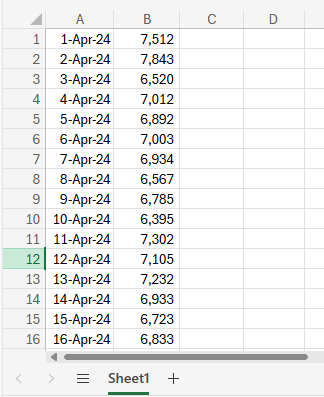 A B C D
1 1-Apr-24 7,512
2 2-Apr-24 7,843
3 3-Apr-24 6,520
4 4-Apr-24 7,012
5 5-Apr-24 6,892
6 6-Apr-24 7,003
7 7-Apr-24 6,934
8 8-Apr-24 6,567
9 9-Apr-24 6,785
10 10-Apr-24 6,395
11 11-Apr-24 7,302
12 12-Apr-24 7,105
13 13-Apr-24 7,232
14 14-Apr-24 6,933
15 15-Apr-24 6,723
16 16-Apr-24 6,833
Sheet1